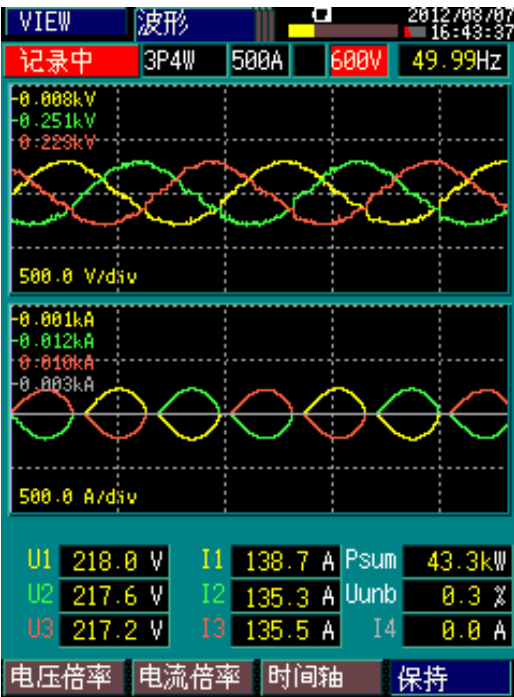 VIEW 波形 2012/08/07
16:43:37
记录中 3P4W 500A 600V 49.99Hz
-0.008kV
-0.251kV
0.223kV
500.0 V/div
-0.001kA
-0.012kA
0.010kA
-0.003kA
500.0 A/div
U1 218.0 V I1 138.7 A Psum 43.3kW
U2 217.6 V I2 135.3 A Uunb 0.3 %
U3 217.2 V I3 135.5 A I4 0.0 A
电压倍率 电流倍率 时间轴 保持